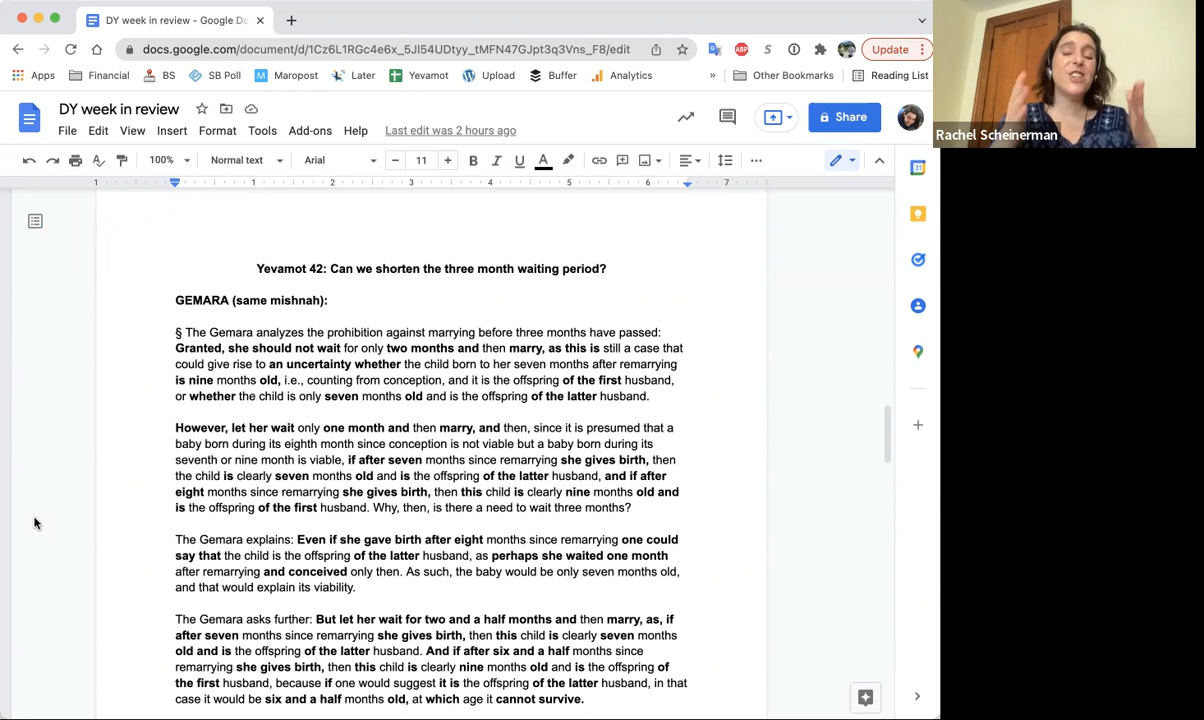 DY week in review - Google Do
docs.google.com/document/d/1Cz6L1RGc4e6x_5Jl54UDtyy_tMFN47GJpt3q3Vns_F8/edit
ABP
Update
Apps
Financial
BS
SB Poll
Maropost
Later
Yevamot
Upload
Buffer
Analytics
»
Other Bookmarks
Reading List
Rachel Scheinerman
DY week in review
File Edit View Insert Format Tools Add-ons Help Last edit was 2 hours ago
Share
100% Normal text Arial 11 B I U A
1 1 2 3 4 5 6 7
Yevamot 42: Can we shorten the three month waiting period?
GEMARA (same mishnah):
§ The Gemara analyzes the prohibition against marrying before three months have passed:
Granted, she should not wait for only two months and then marry, as this is still a case that
could give rise to an uncertainty whether the child born to her seven months after remarrying
is nine months old, i.e., counting from conception, and it is the offspring of the first husband,
or whether the child is only seven months old and is the offspring of the latter husband.
However, let her wait only one month and then marry, and then, since it is presumed that a
baby born during its eighth month since conception is not viable but a baby born during its
seventh or nine month is viable, if after seven months since remarrying she gives birth, then
the child is clearly seven months old and is the offspring of the latter husband, and if after
eight months since remarrying she gives birth, then this child is clearly nine months old and
is the offspring of the first husband. Why, then, is there a need to wait three months?
The Gemara explains: Even if she gave birth after eight months since remarrying one could
say that the child is the offspring of the latter husband, as perhaps she waited one month
after remarrying and conceived only then. As such, the baby would be only seven months old,
and that would explain its viability.
The Gemara asks further: But let her wait for two and a half months and then marry, as, if
after seven months since remarrying she gives birth, then this child is clearly seven months
old and is the offspring of the latter husband. And if after six and a half months since
remarrying she gives birth, then this child is clearly nine months old and is the offspring of
the first husband, because if one would suggest it is the offspring of the latter husband, in that
case it would be six and a half months old, at which age it cannot survive.